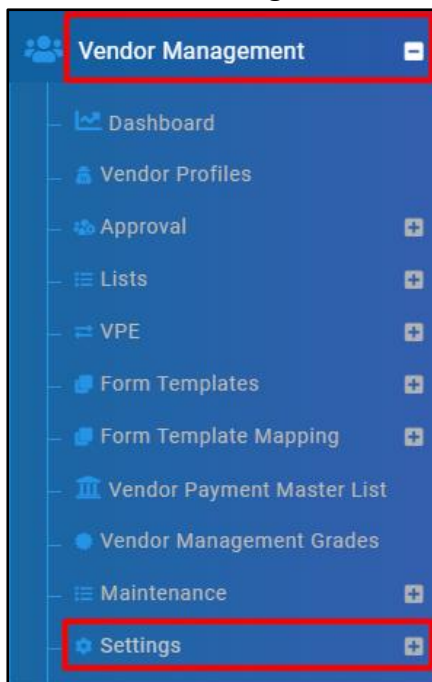 Vendor Management
Dashboard
Vendor Profiles
Approval
Lists
VPE
Form Templates
Form Template Mapping
Vendor Payment Master List
Vendor Management Grades
Maintenance
Settings